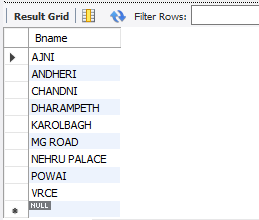 Result Grid Filter Rows:
Bname
AJNI
ANDHERI
CHANDNI
DHARAMPETH
KAROLBAGH
MG ROAD
NEHRU PALACE
POWAI
VRCE
NULL